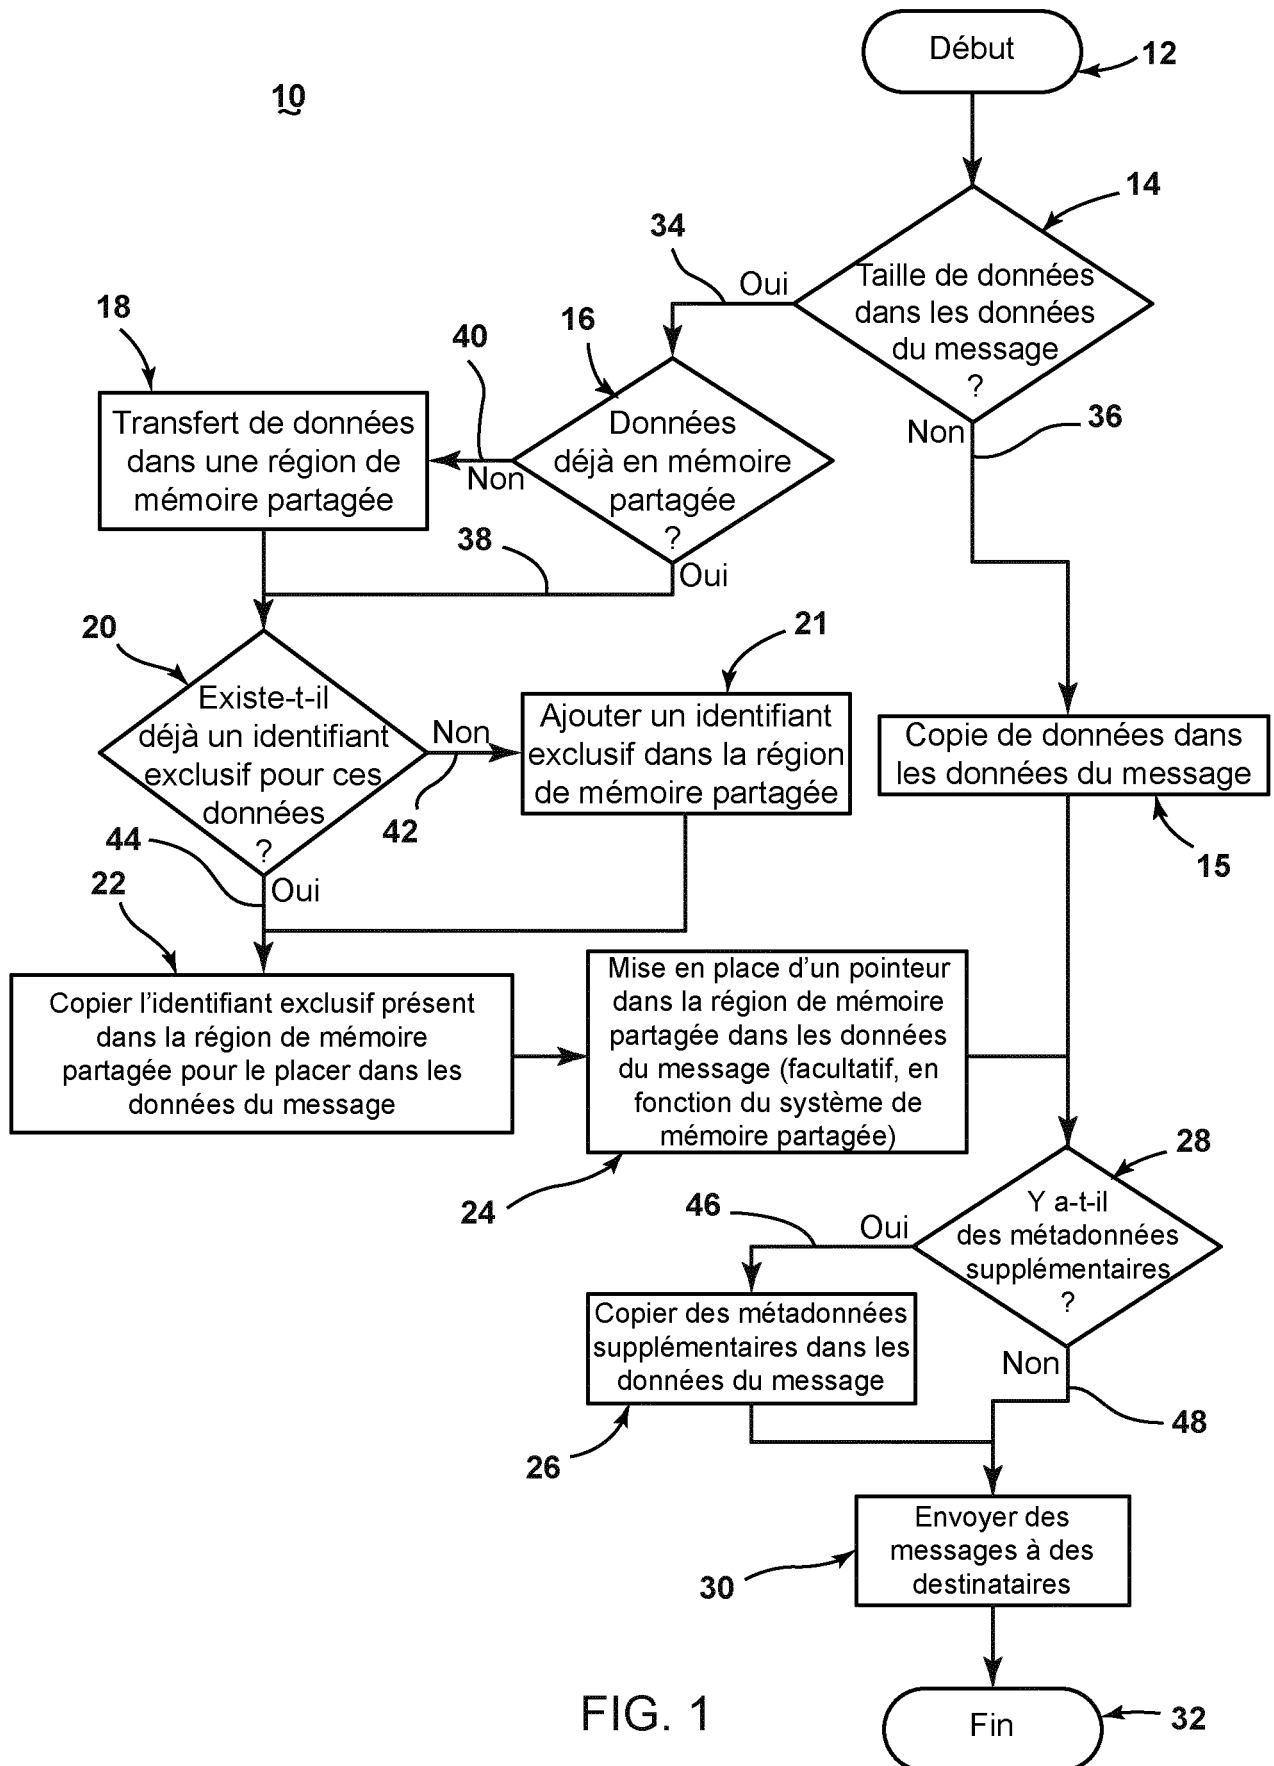 Début
12
10
14
34
Oui
Taille de données
dans les données
du message
?
18
16
40
36
Non
Transfert de données
dans une région de
mémoire partagée
Données
déjà en mémoire
partagée
?
Non
38
Oui
20
21
Existe-t-il
déjà un identifiant
exclusif pour ces
données
?
Non
42
Ajouter un identifiant
exclusif dans la région
de mémoire partagée
Copie de données dans
les données du message
15
44
Oui
22
Copier l’identifiant exclusif présent
dans la région de mémoire
partagée pour le placer dans les
données du message
Mise en place d’un pointeur
dans la région de mémoire
partagée dans les données
du message (facultatif, en
fonction du système de
mémoire partagée)
24
28
Y a-t-il
des métadonnées
supplémentaires
?
46
Oui
Copier des métadonnées
supplémentaires dans les
données du message
Non
48
26
Envoyer des
messages à des
destinataires
30
FIG. 1
Fin
32